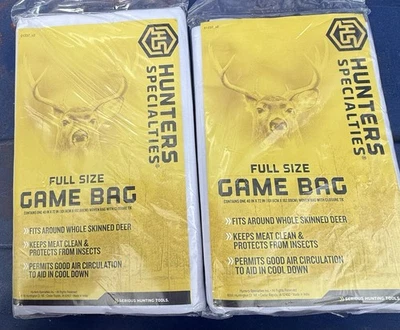 HUNTERS
SPECIALTIES®
FULL SIZE
GAME BAG
FITS AROUND WHOLE SKINNED DEER
KEEPS MEAT CLEAN &
PROTECTS FROM INSECTS
PERMITS GOOD AIR CIRCULATION
TO AID IN COOL DOWN
SERIOUS HUNTING TOOLS
HUNTERS
SPECIALTIES®
FULL SIZE
GAME BAG
FITS AROUND WHOLE SKINNED DEER
KEEPS MEAT CLEAN &
PROTECTS FROM INSECTS
PERMITS GOOD AIR CIRCULATION
TO AID IN COOL DOWN
SERIOUS HUNTING TOOLS